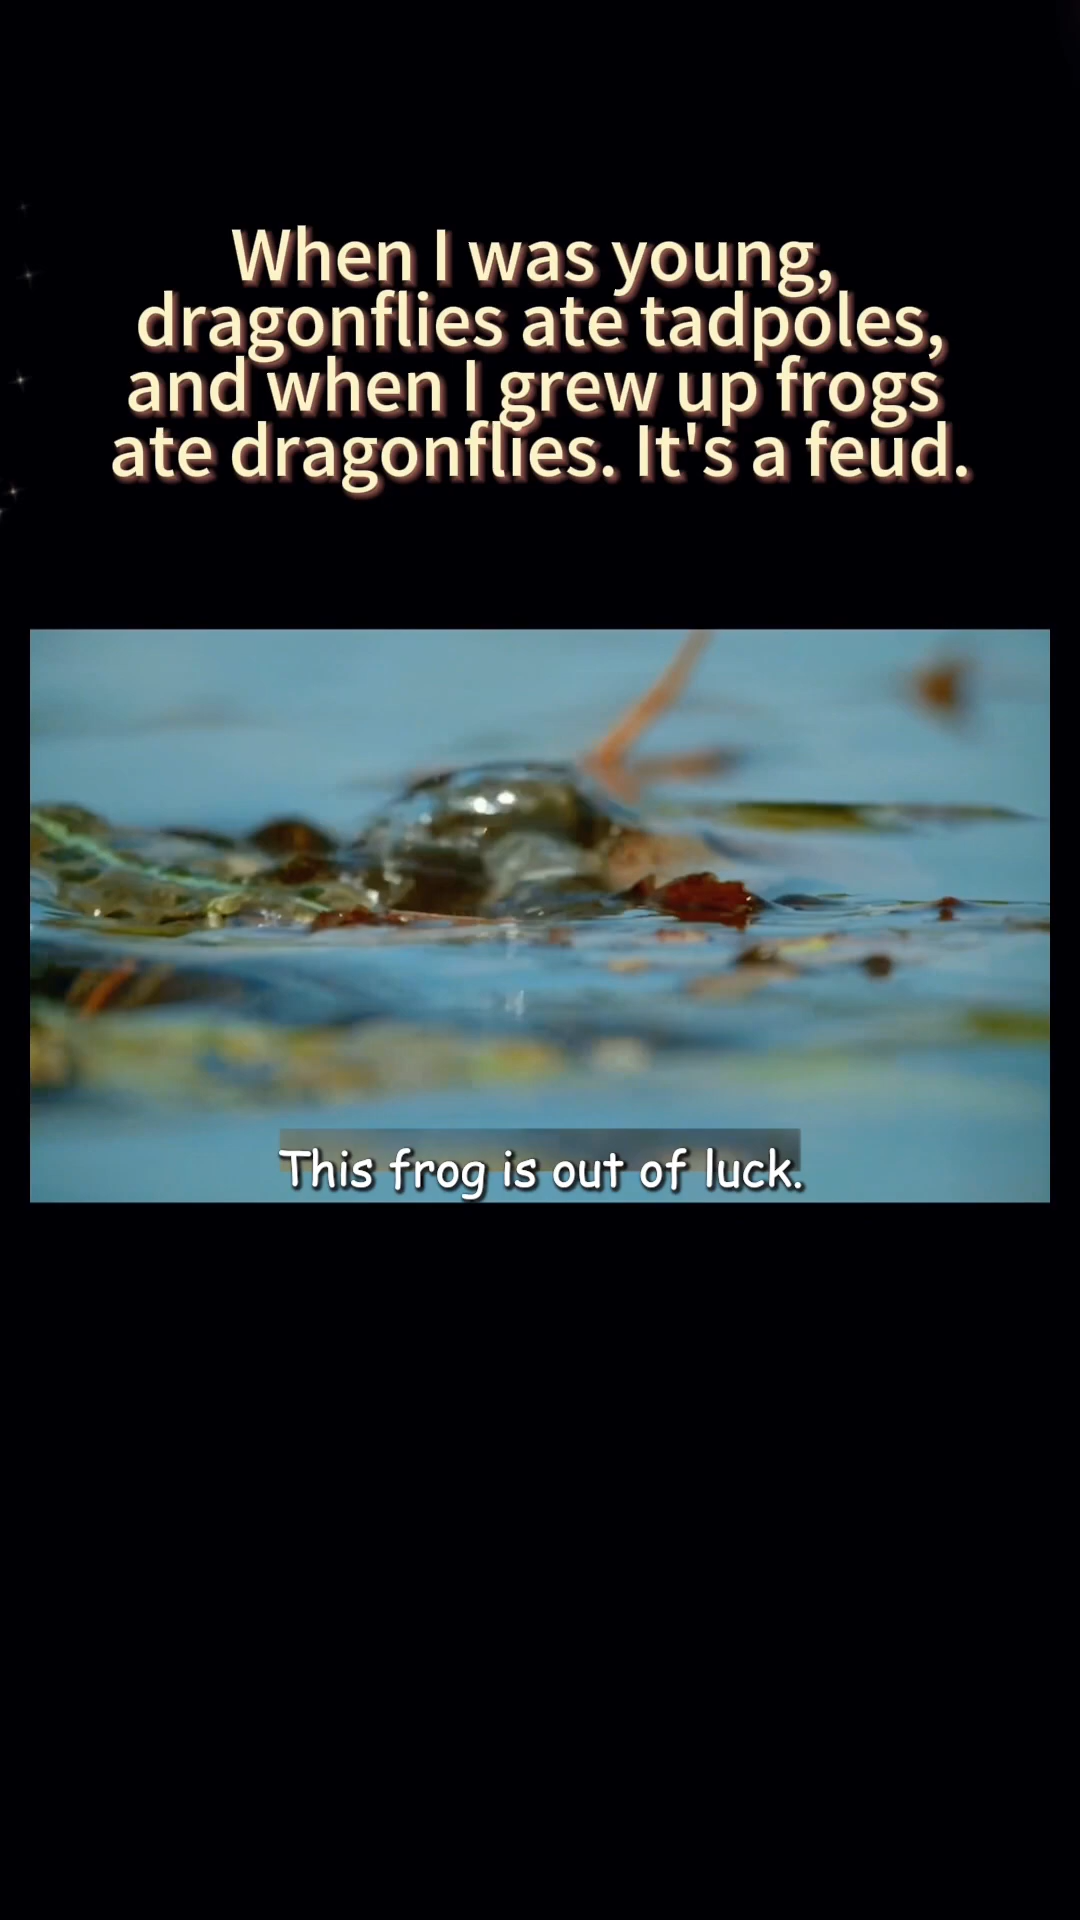 When I was young,
dragonflies ate tadpoles,
and when I grew up frogs
ate dragonflies. It's a feud.
This frog is out of luck.